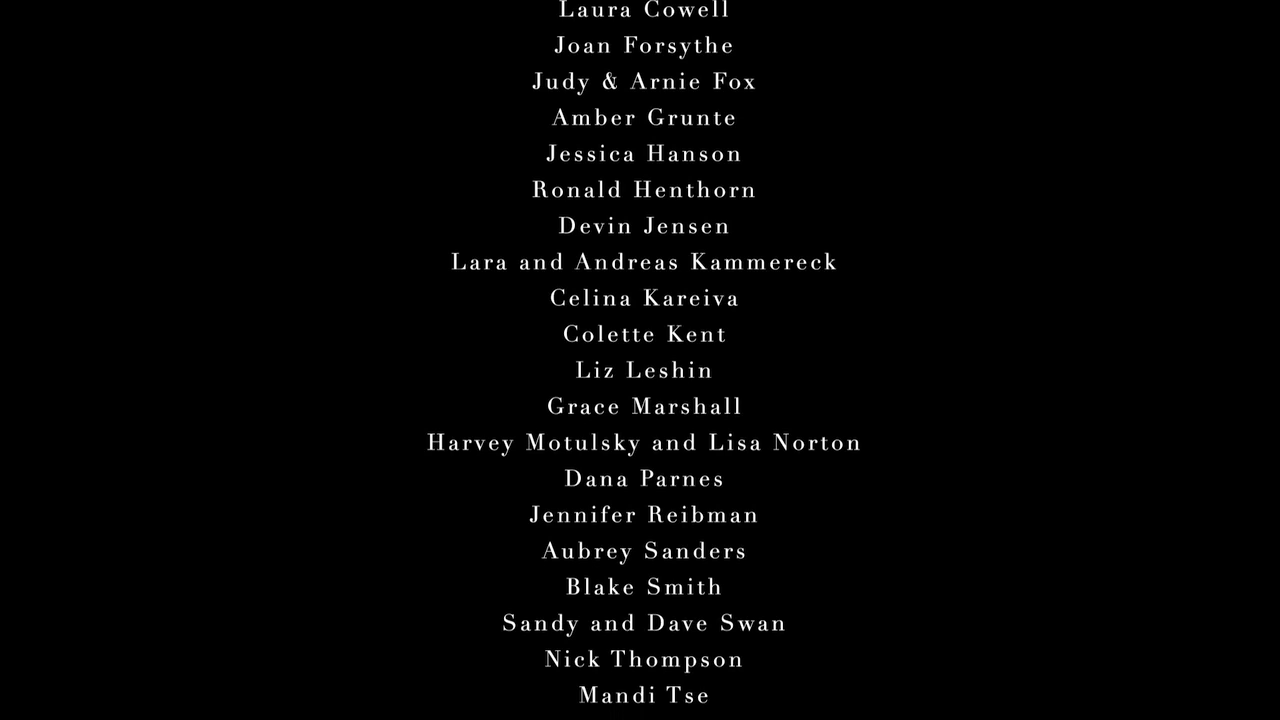 Laura Cowell
Joan Forsythe
Judy & Arnie Fox
Amber Grunte
Jessica Hanson
Ronald Henthorn
Devin Jensen
Lara and Andreas Kammereck
Celina Kareiva
Colette Kent
Liz Leshin
Grace Marshall
Harvey Motulsky and Lisa Norton
Dana Parnes
Jennifer Reibman
Aubrey Sanders
Blake Smith
Sandy and Dave Swan
Nick Thompson
Mandi Tse